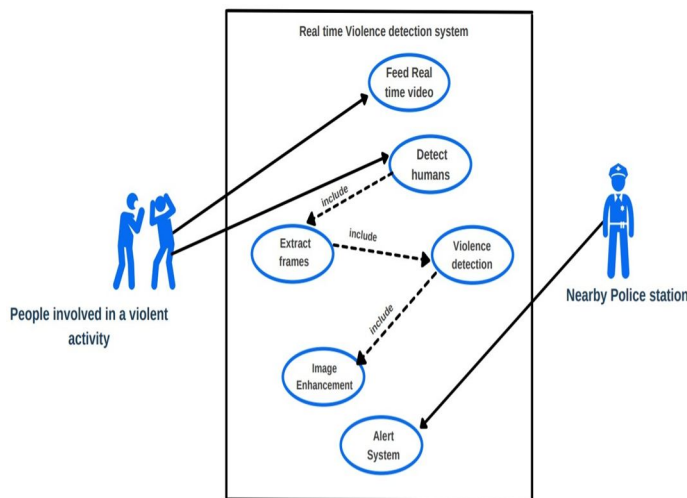 Real time Violence detection system
Feed Real
time video
Detect
humans
include
Extract
frames
include
Violence
detection
include
Image
Enhancement
Alert
System
People involved in a violent
activity
Nearby Police station